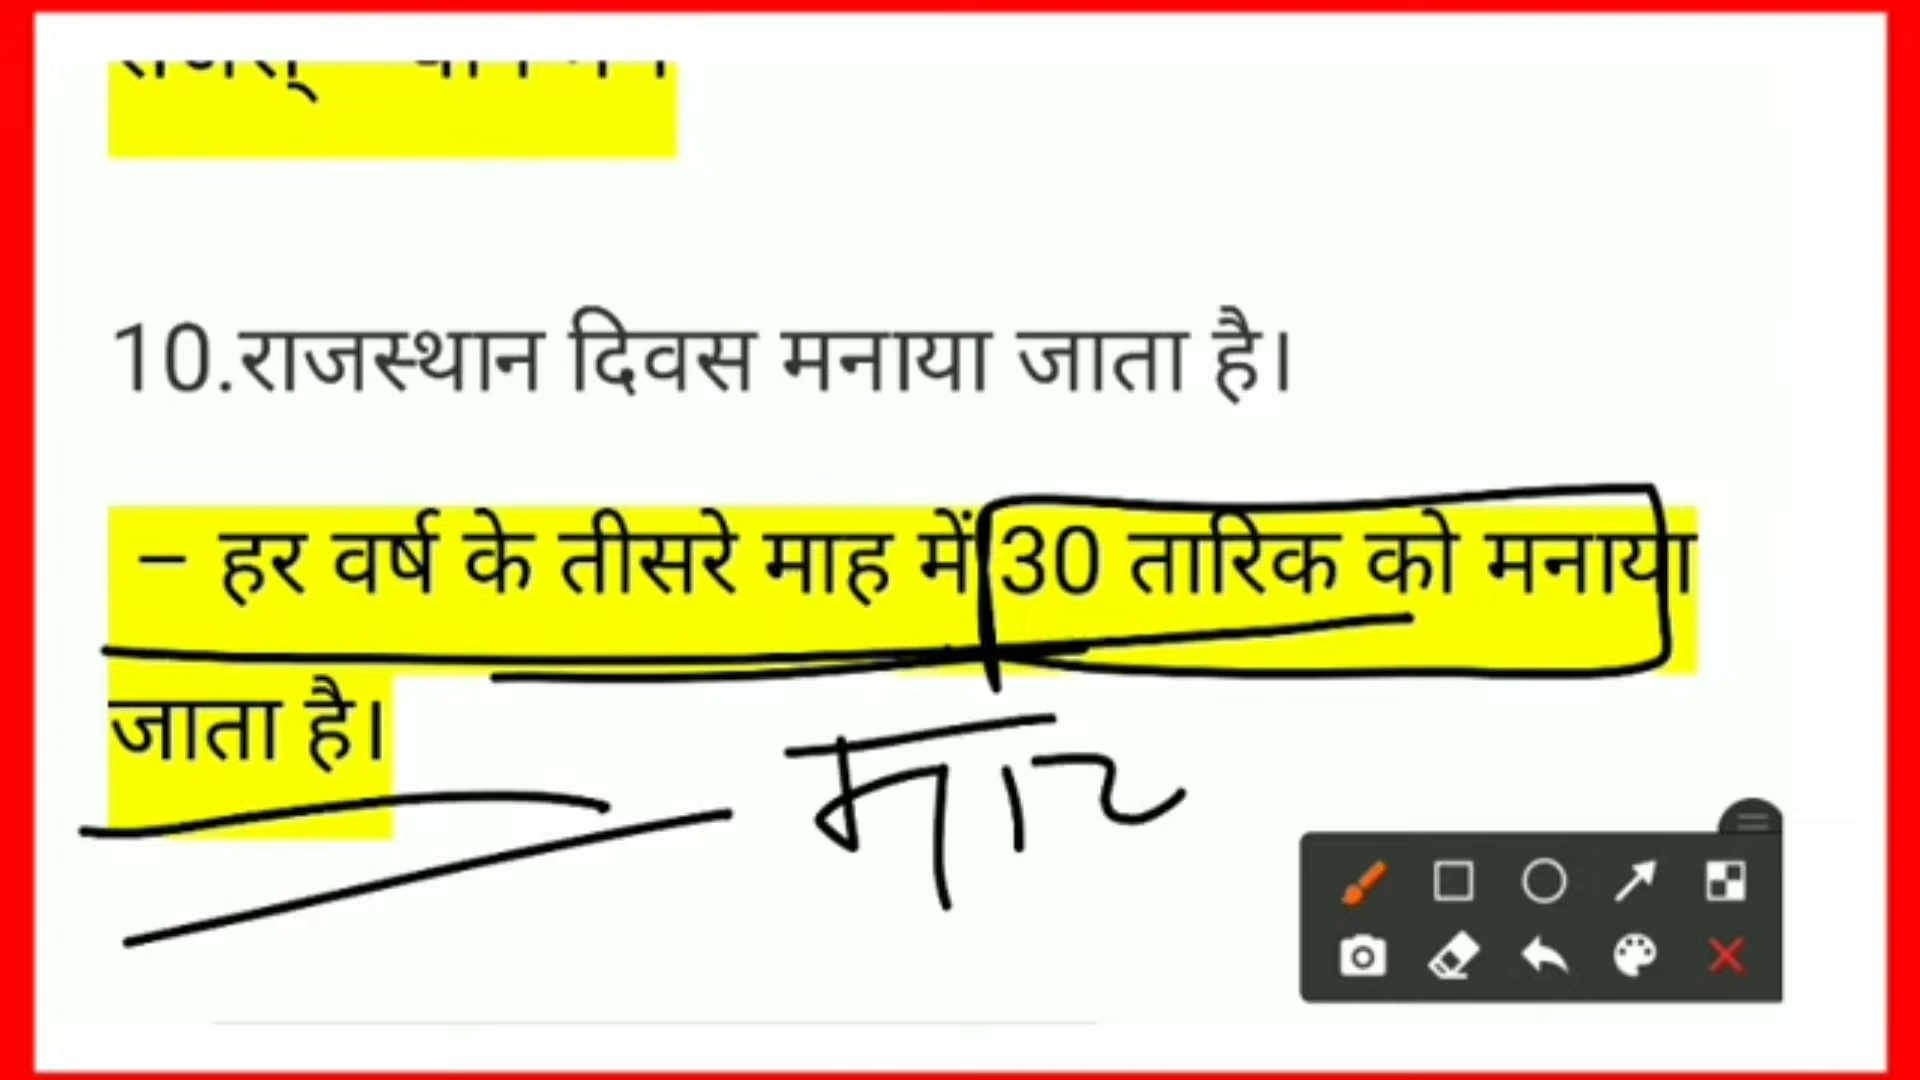 10.राजस्थान दिवस मनाया जाता है।
– हर वर्ष के तीसरे माह में 30 तारिक को मनाया
जाता है।
मार